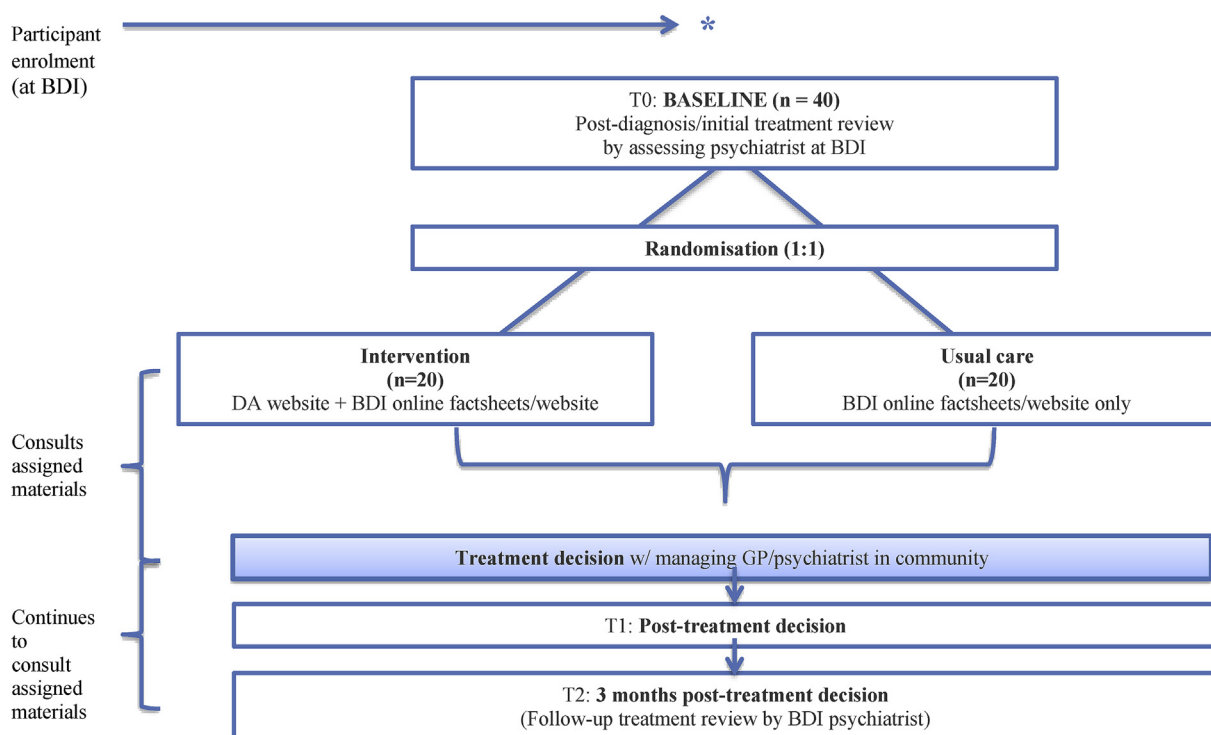 Participant
enrolment
(at BDI)
*
T0: BASELINE (n = 40)
Post-diagnosis/initial treatment review
by assessing psychiatrist at BDI
Randomisation (1:1)
Intervention
(n=20)
DA website + BDI online factsheets/website
Usual care
(n=20)
BDI online factsheets/website only
Consults
assigned
materials
Treatment decision w/ managing GP/psychiatrist in community
T1: Post-treatment decision
Continues
to
consult
assigned
materials
T2: 3 months post-treatment decision
(Follow-up treatment review by BDI psychiatrist)